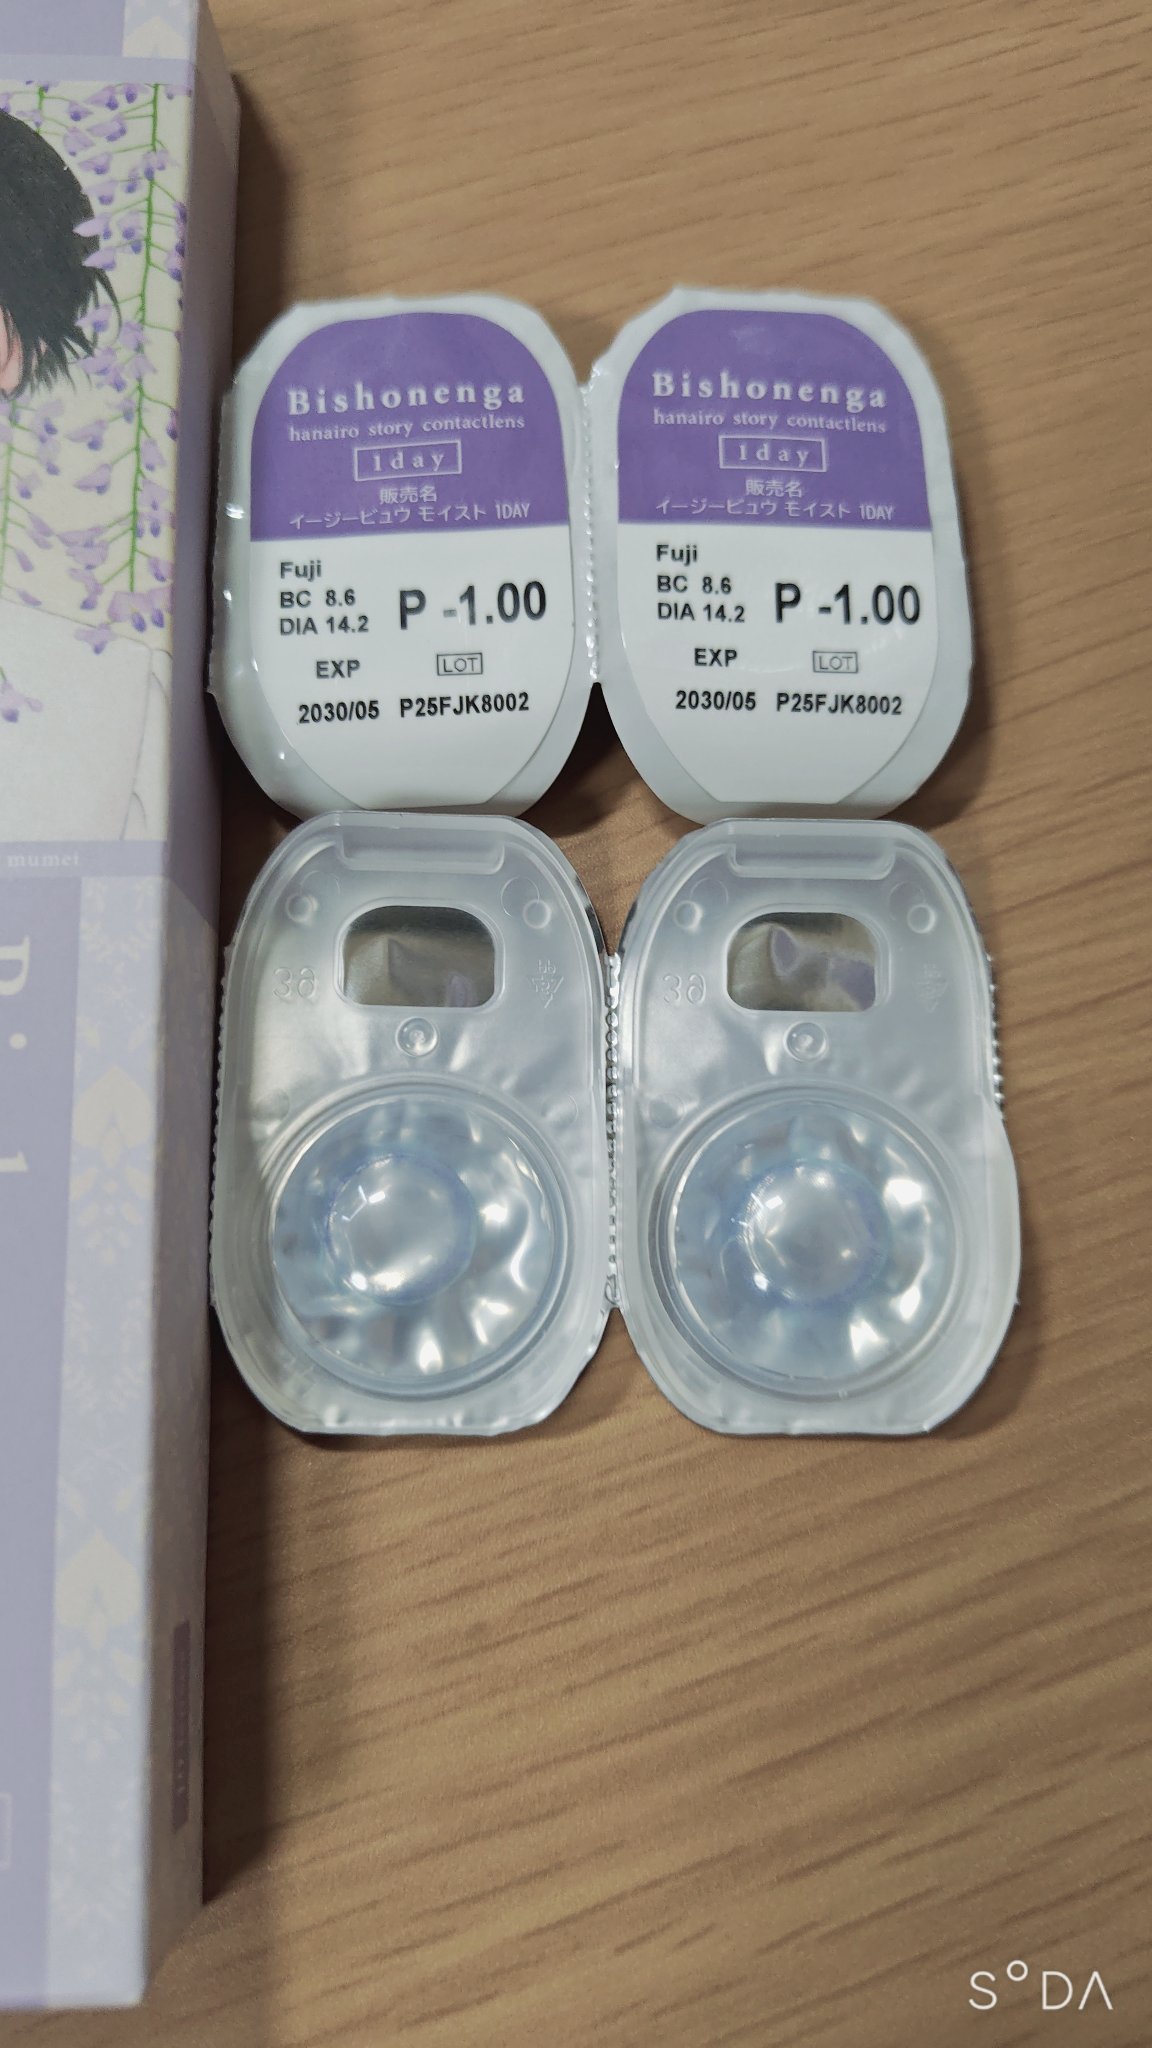 Bishonenga
hanairo story contactlens
1day
販売名
イージービュウ モイスト 1DAY
Fuji
BC 8.6
DIA 14.2
P -1.00
EXP
LOT
2030/05
P25FJK8002
Bishonenga
hanairo story contactlens
1day
販売名
イージービュウ モイスト 1DAY
Fuji
BC 8.6
DIA 14.2
P -1.00
EXP
LOT
2030/05
P25FJK8002
mumei
36
36
SODA